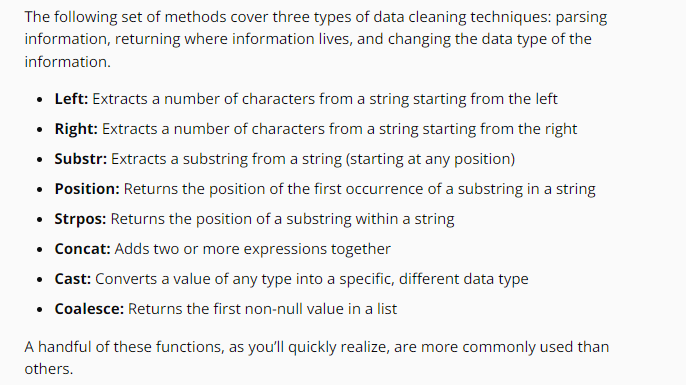 The following set of methods cover three types of data cleaning techniques: parsing
information, returning where information lives, and changing the data type of the
information.
• Left: Extracts a number of characters from a string starting from the left
• Right: Extracts a number of characters from a string starting from the right
• Substr: Extracts a substring from a string (starting at any position)
• Position: Returns the position of the first occurrence of a substring in a string
• Strpos: Returns the position of a substring within a string
• Concat: Adds two or more expressions together
• Cast: Converts a value of any type into a specific, different data type
• Coalesce: Returns the first non-null value in a list
A handful of these functions, as you’ll quickly realize, are more commonly used than
others.